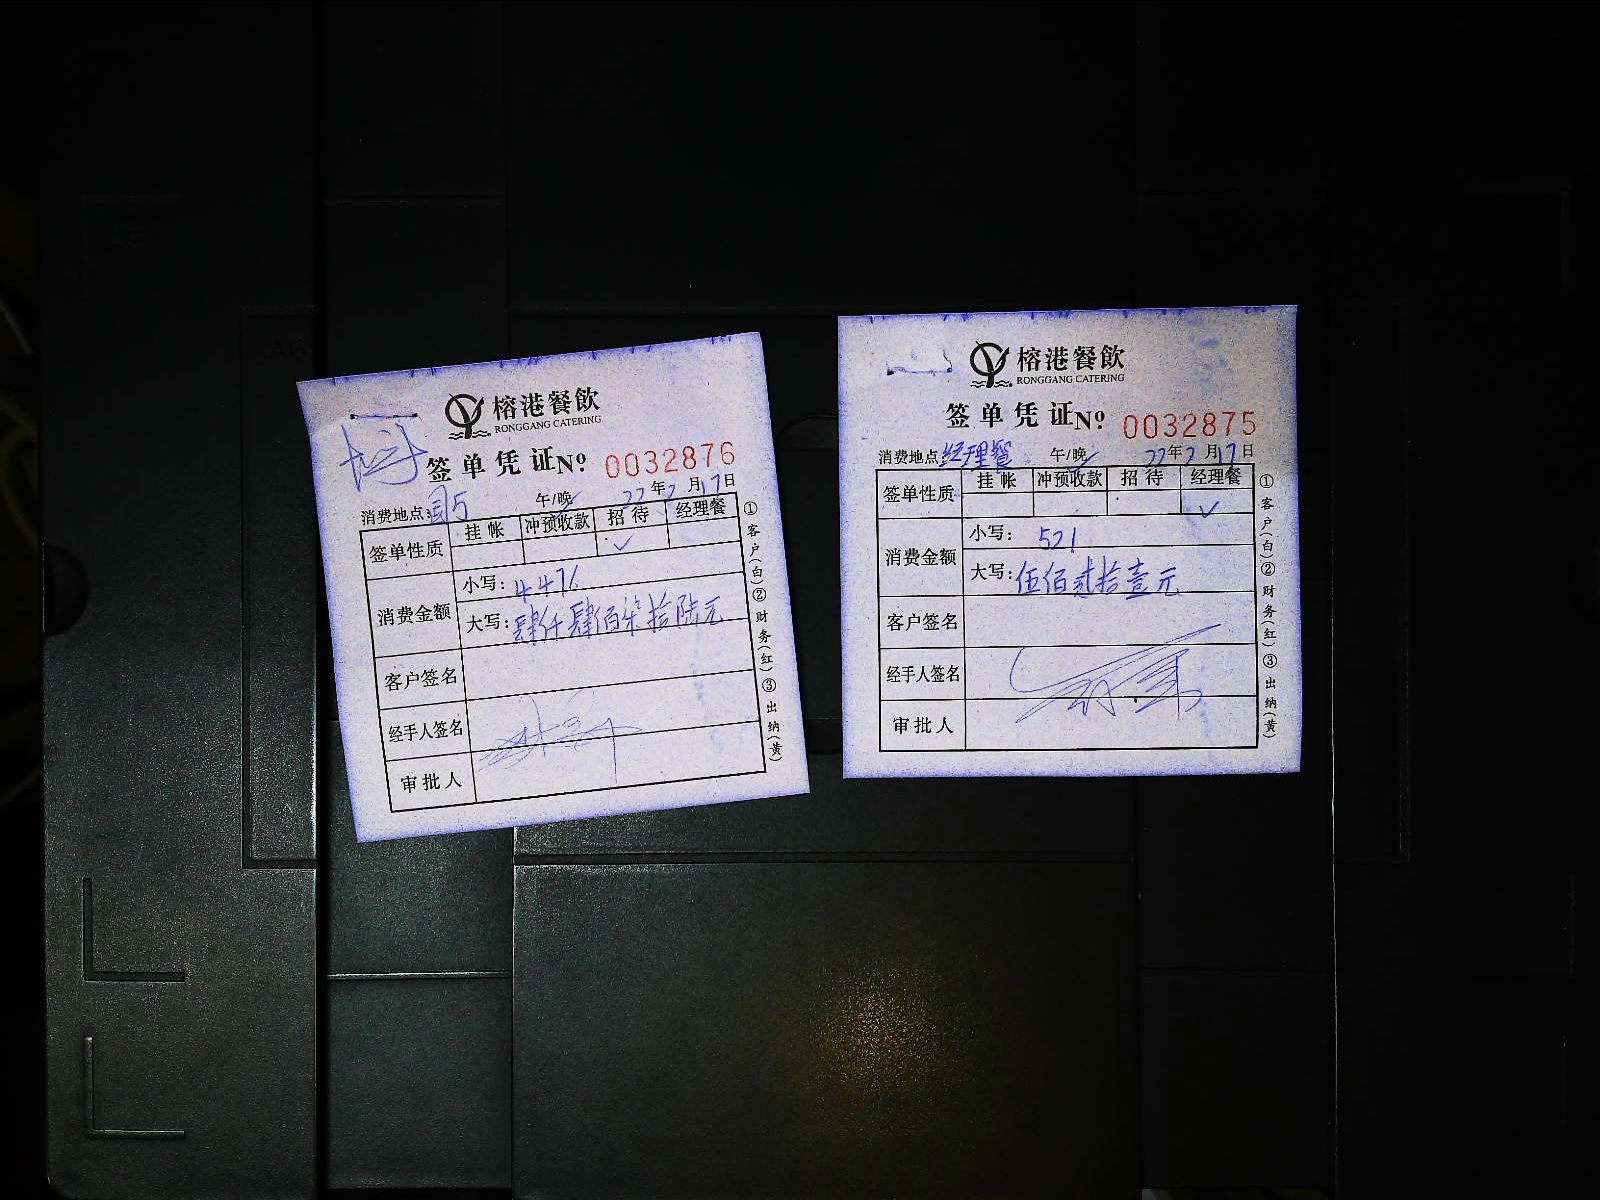 榕港餐飲
RONGGANG CATERING
签单凭证№ 0032876
消费地点: 午/晚 22年2月17日
签单性质 挂帐 冲预收款 招待 经理餐
✓
消费金额 小写: 4476
大写: 肆仟肆佰柒拾陆元
客户签名
经手人签名
审批人
①客户(白)②财务(红)③出纳(黄)
榕港餐飲
RONGGANG CATERING
签单凭证№ 0032875
消费地点 经理餐 午/晚 22年2月17日
签单性质 挂帐 冲预收款 招待 经理餐
✓
消费金额 小写: 521
大写: 伍佰贰拾壹元
客户签名
经手人签名
审批人
①客户(白)②财务(红)③出纳(黄)